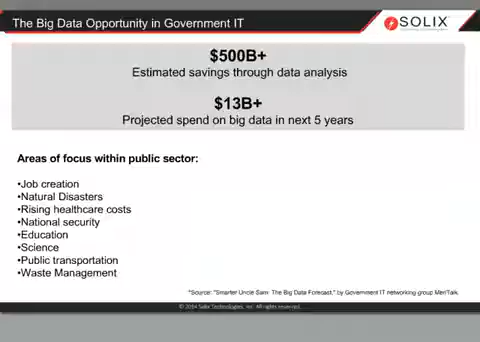 The Big Data Opportunity in Government IT
SOLIX
$500B+
Estimated savings through data analysis
$13B+
Projected spend on big data in next 5 years
Areas of focus within public sector:
•Job creation
•Natural Disasters
•Rising healthcare costs
•National security
•Education
•Science
•Public transportation
•Waste Management
*Source: "Smarter Uncle Sam: The Big Data Forecast," by Government IT networking group MeriTalk.
© 2014 Solix Technologies, Inc. All rights reserved.